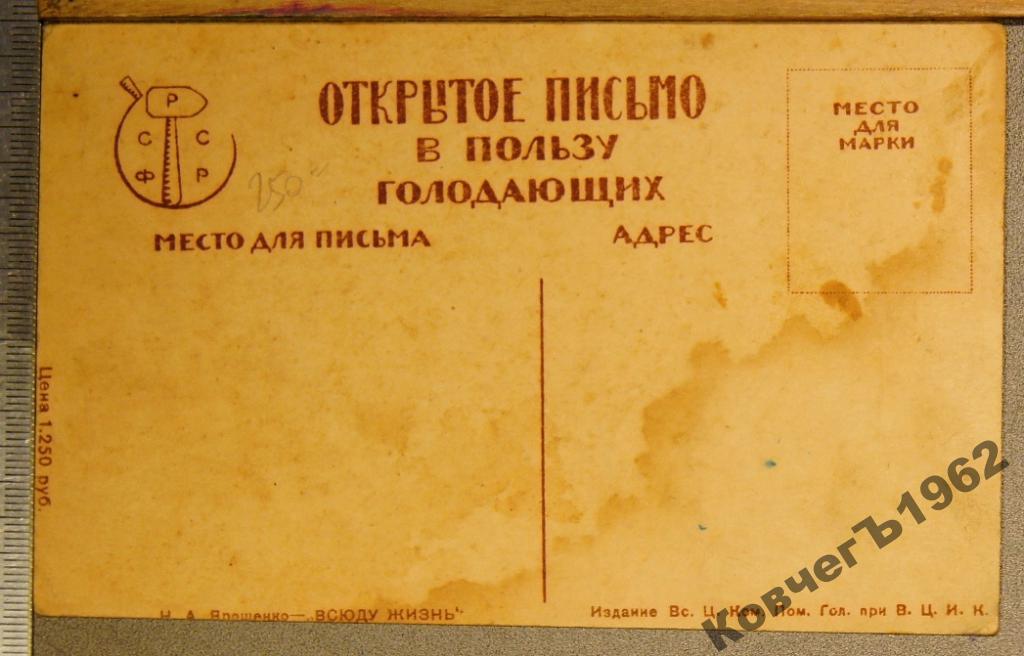 Р
С С
Ф Р
ОТКРЫТОЕ ПИСЬМО
В ПОЛЬЗУ
ГОЛОДАЮЩИХ
МЕСТО ДЛЯ ПИСЬМА
АДРЕС
МЕСТО
ДЛЯ
МАРКИ
250
Цена 1.250 руб.
Н. А. Ярошенко—„ВСЮДУ ЖИЗНЬ“
Издание Вс. Ц. Ком. Пом. Гол. при В. Ц. И. К.
КовчегЪ1962